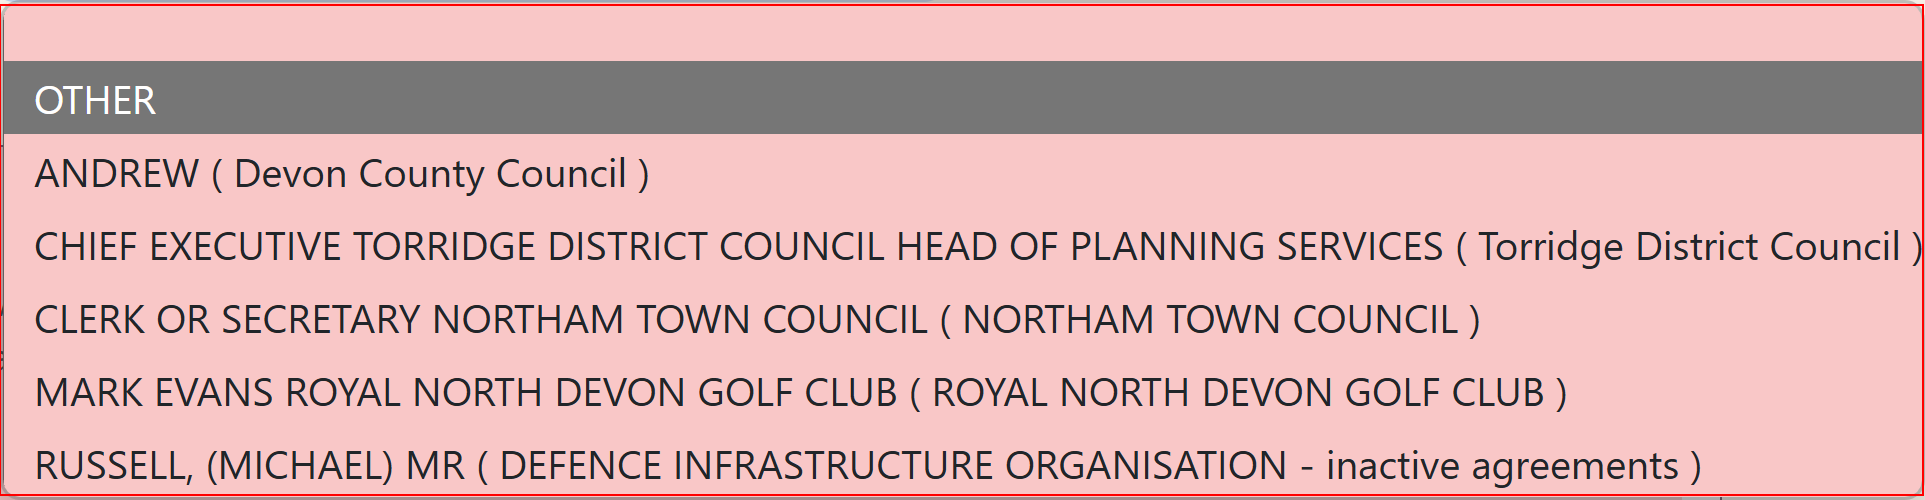 OTHER
ANDREW ( Devon County Council )
CHIEF EXECUTIVE TORRIDGE DISTRICT COUNCIL HEAD OF PLANNING SERVICES ( Torridge District Council )
CLERK OR SECRETARY NORTHAM TOWN COUNCIL ( NORTHAM TOWN COUNCIL )
MARK EVANS ROYAL NORTH DEVON GOLF CLUB ( ROYAL NORTH DEVON GOLF CLUB )
RUSSELL, (MICHAEL) MR ( DEFENCE INFRASTRUCTURE ORGANISATION - inactive agreements )